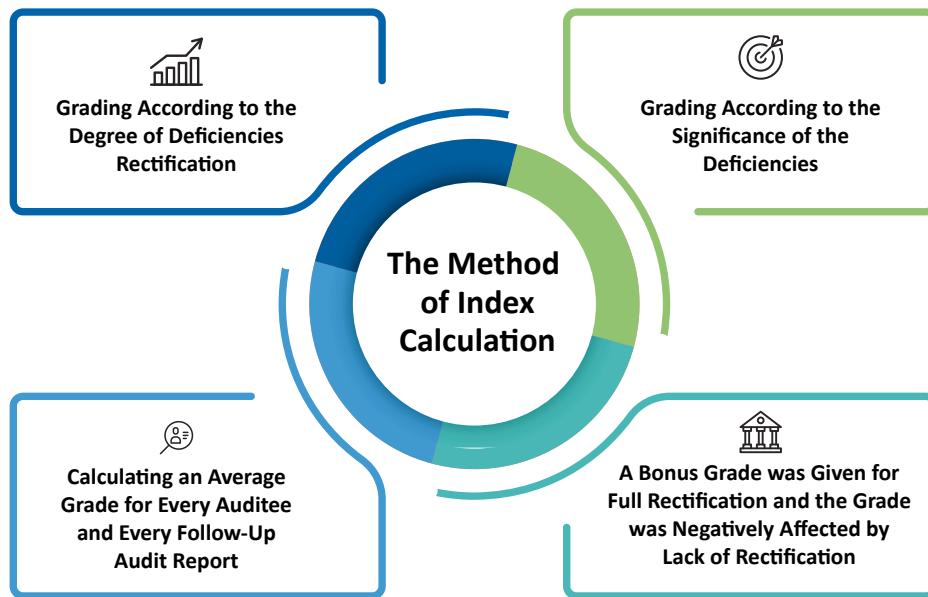 Grading According to the
Degree of Deficiencies
Rectification
Grading According to the
Significance of the
Deficiencies
The Method
of Index
Calculation
Calculating an Average
Grade for Every Auditee
and Every Follow-Up
Audit Report
A Bonus Grade was Given for
Full Rectification and the Grade
was Negatively Affected by
Lack of Rectification